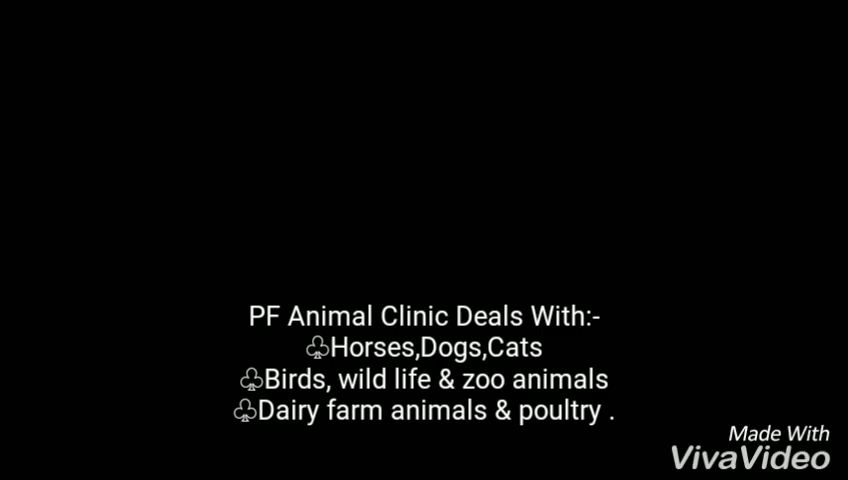 PF Animal Clinic Deals With:-
♧Horses,Dogs,Cats
♧Birds, wild life & zoo animals
♧Dairy farm animals & poultry .
Made With
VivaVideo